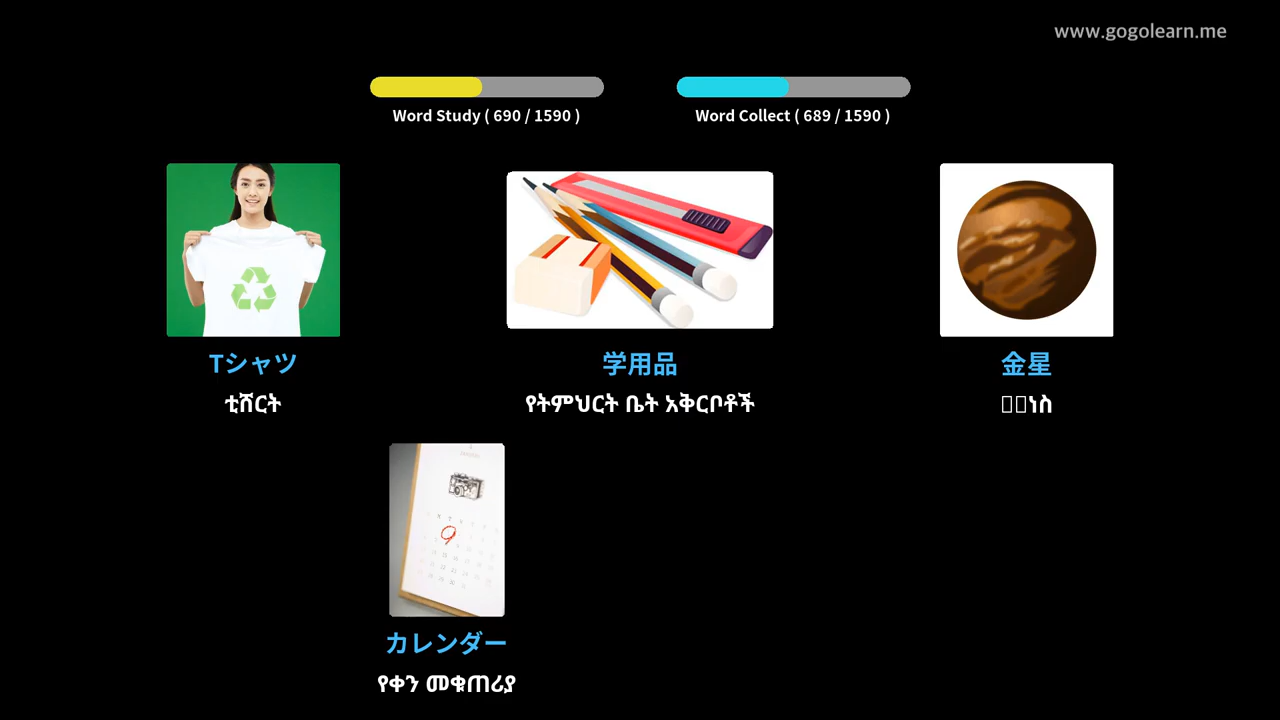 www.gogolearn.me
Word Study ( 690 / 1590 )
Word Collect ( 689 / 1590 )
Tシャツ
ቲሸርት
学用品
የትምህርት ቤት አቅርቦቶች
金星
カレンダー
የቀን መቁጠሪያ